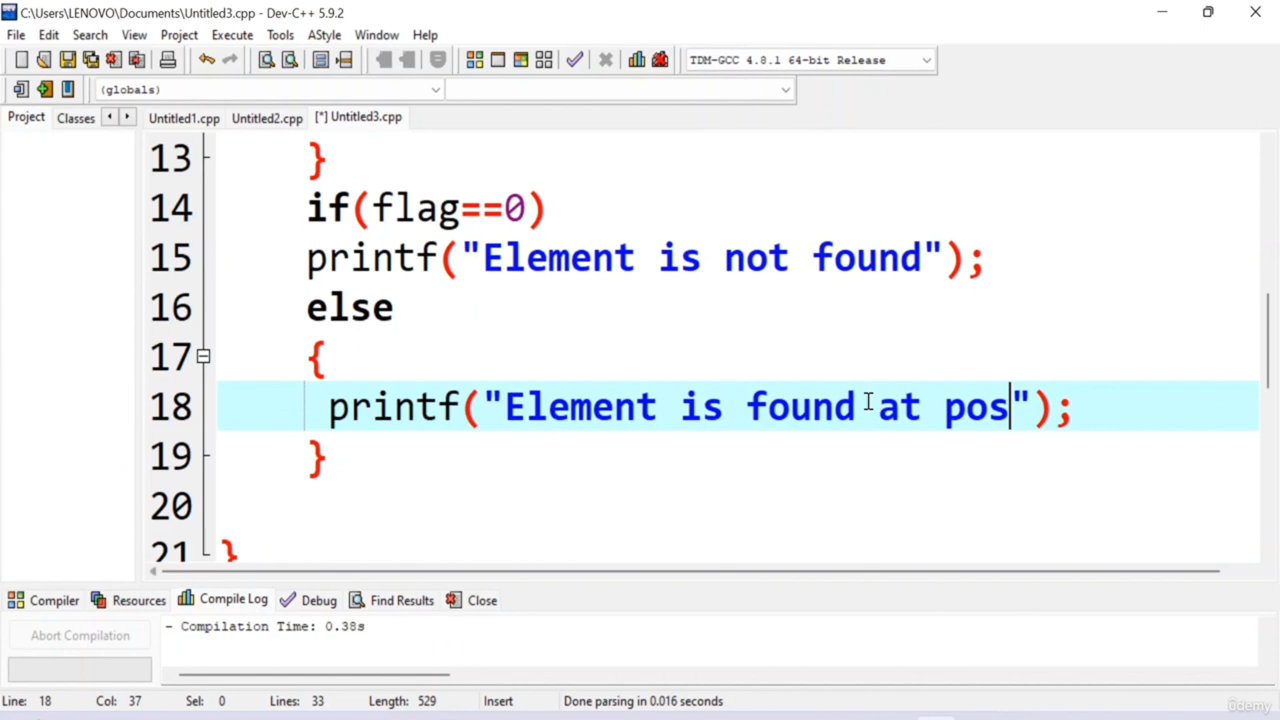 C:\Users\LENOVO\Documents\Untitled3.cpp - Dev-C++ 5.9.2
File Edit Search View Project Execute Tools AStyle Window Help
TDM-GCC 4.8.1 64-bit Release
(globals)
Project Classes Untitled1.cpp Untitled2.cpp [*] Untitled3.cpp
13 }
14 if(flag==0)
15 printf("Element is not found");
16 else
17 {
18 printf("Element is found at pos");
19 }
20
21 }
Compiler Resources Compile Log Debug Find Results Close
Abort Compilation
- Compilation Time: 0.38s
Line: 18 Col: 37 Sel: 0 Lines: 33 Length: 529 Insert Done parsing in 0.016 seconds
ûdemy